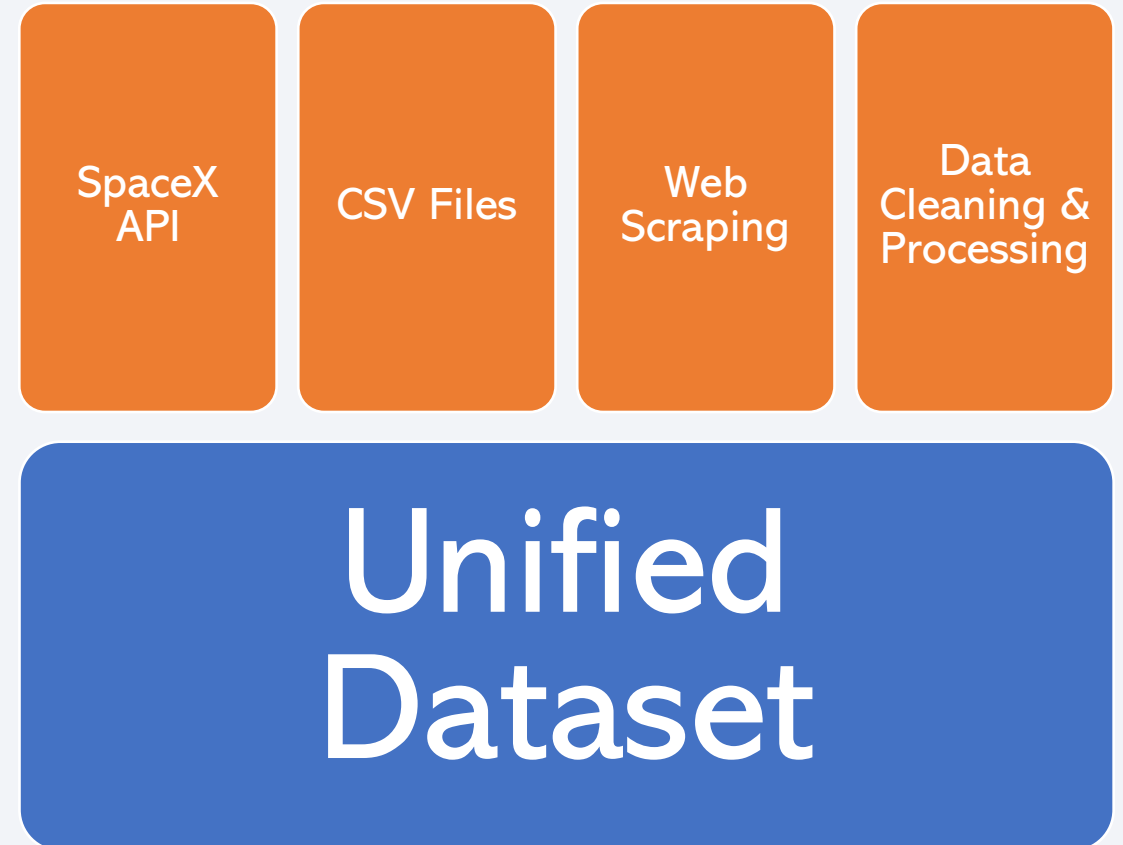 SpaceX
API
CSV Files
Web
Scraping
Data
Cleaning &
Processing
Unified
Dataset